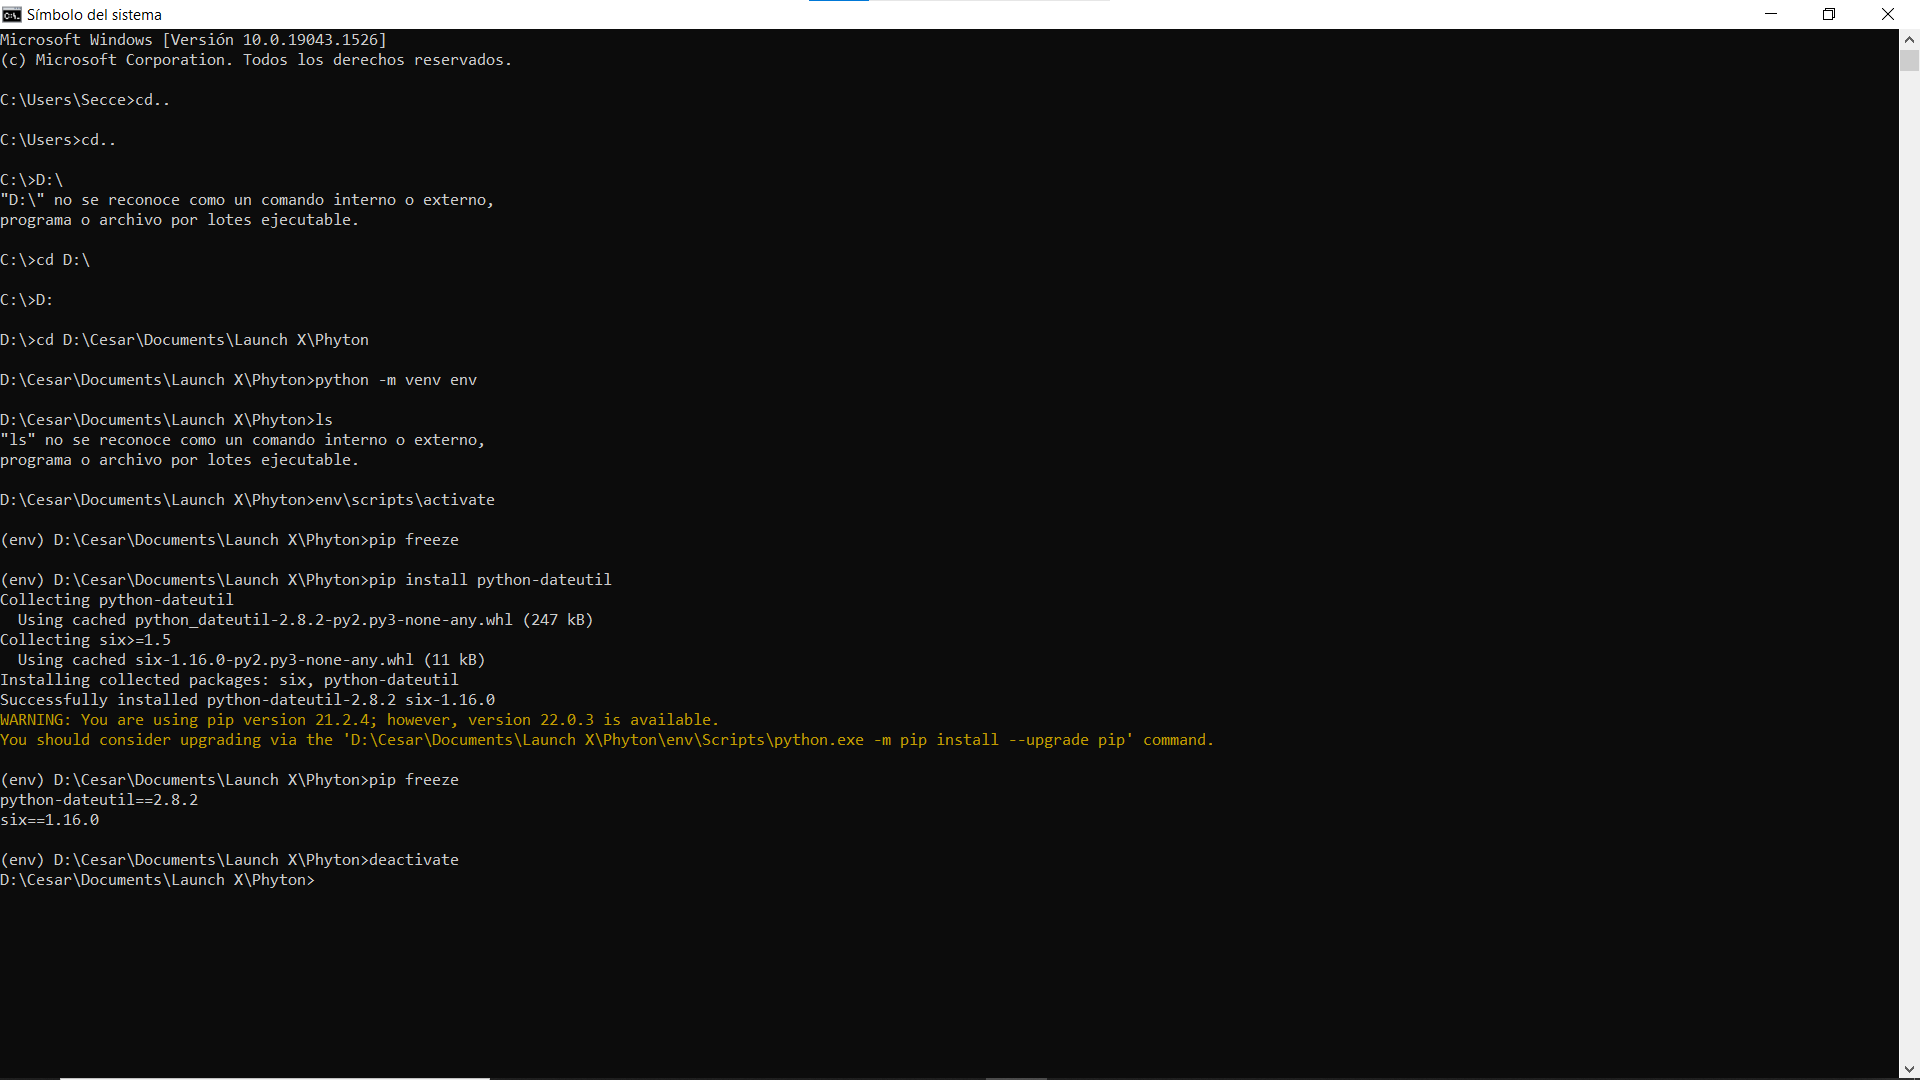 Símbolo del sistema
Microsoft Windows [Versión 10.0.19043.1526]
(c) Microsoft Corporation. Todos los derechos reservados.
C:\Users\Secce>cd..
C:\Users>cd..
C:\>D:\
"D:\" no se reconoce como un comando interno o externo,
programa o archivo por lotes ejecutable.
C:\>cd D:\
C:\>D:
D:\>cd D:\Cesar\Documents\Launch X\Phyton
D:\Cesar\Documents\Launch X\Phyton>python -m venv env
D:\Cesar\Documents\Launch X\Phyton>ls
"ls" no se reconoce como un comando interno o externo,
programa o archivo por lotes ejecutable.
D:\Cesar\Documents\Launch X\Phyton>env\scripts\activate
(env) D:\Cesar\Documents\Launch X\Phyton>pip freeze
(env) D:\Cesar\Documents\Launch X\Phyton>pip install python-dateutil
Collecting python-dateutil
  Using cached python_dateutil-2.8.2-py2.py3-none-any.whl (247 kB)
Collecting six>=1.5
  Using cached six-1.16.0-py2.py3-none-any.whl (11 kB)
Installing collected packages: six, python-dateutil
Successfully installed python-dateutil-2.8.2 six-1.16.0
WARNING: You are using pip version 21.2.4; however, version 22.0.3 is available.
You should consider upgrading via the 'D:\Cesar\Documents\Launch X\Phyton\env\Scripts\python.exe -m pip install --upgrade pip' command.
(env) D:\Cesar\Documents\Launch X\Phyton>pip freeze
python-dateutil==2.8.2
six==1.16.0
(env) D:\Cesar\Documents\Launch X\Phyton>deactivate
D:\Cesar\Documents\Launch X\Phyton>